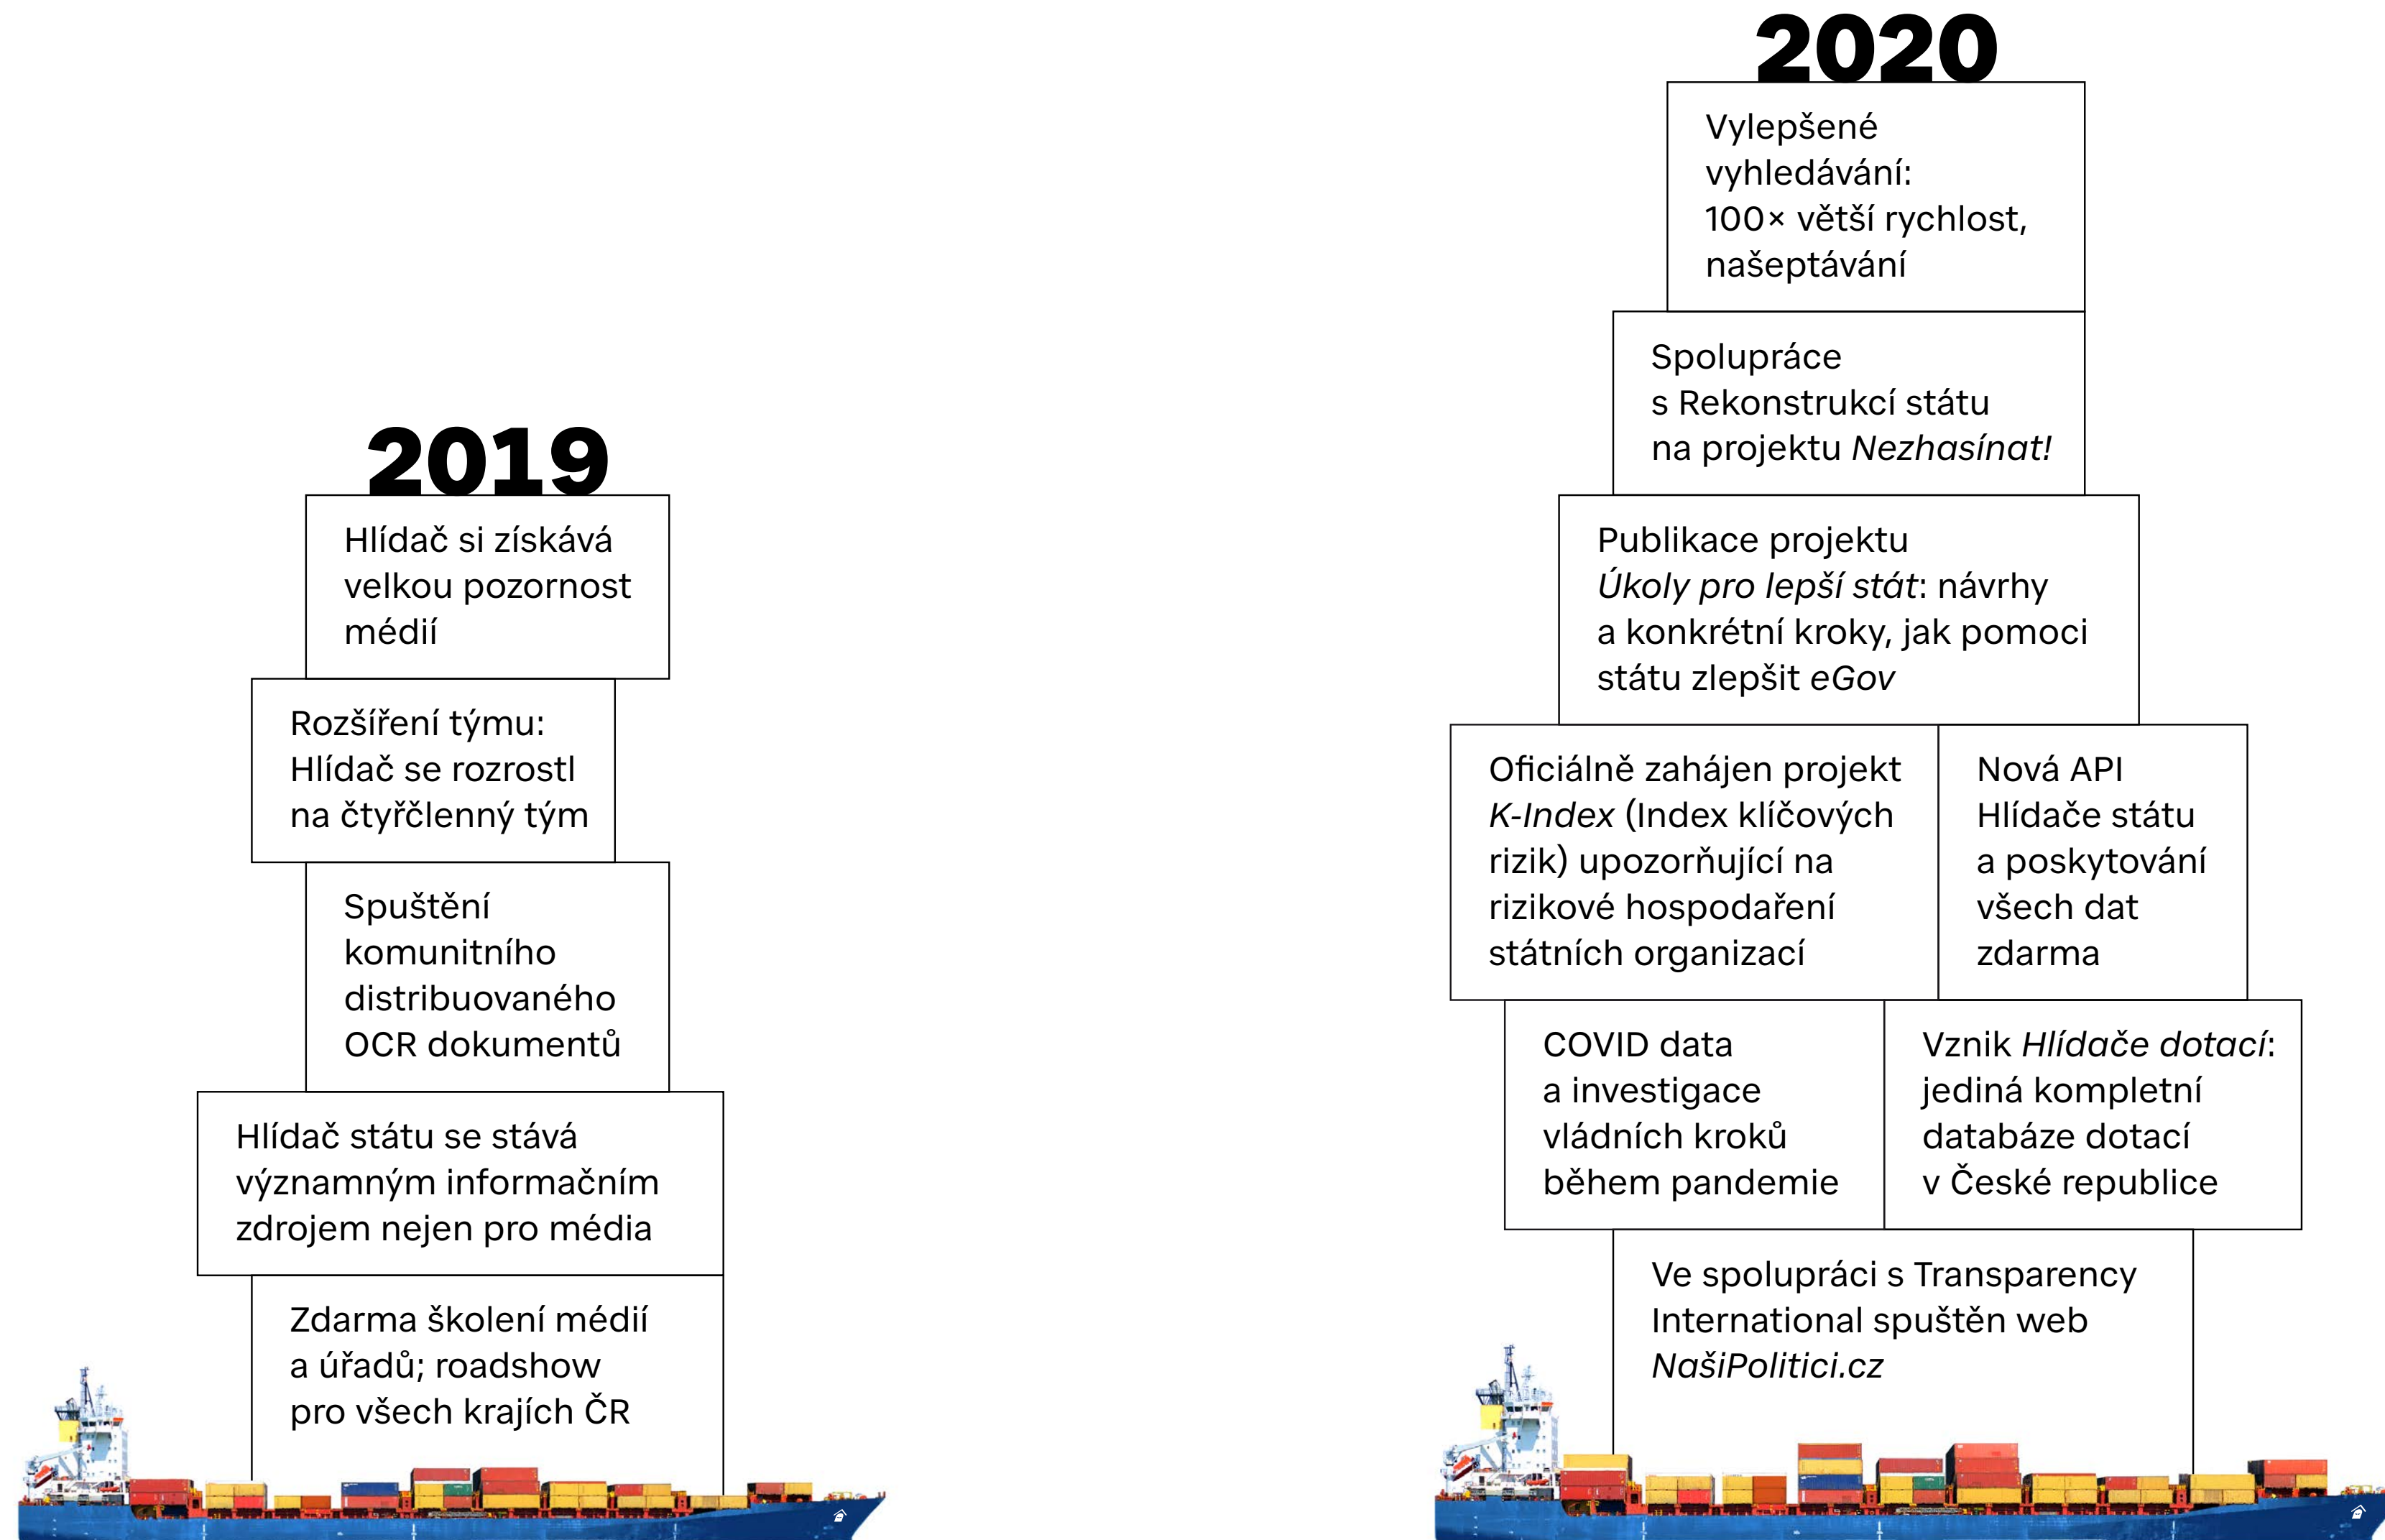 2019
Hlídač si získává
velkou pozornost
médií
Rozšíření týmu:
Hlídač se rozrostl
na čtyřčlenný tým
Spuštění
komunitního
distribuovaného
OCR dokumentů
Hlídač státu se stává
významným informačním
zdrojem nejen pro média
Zdarma školení médií
a úřadů; roadshow
pro všech krajích ČR
2020
Vylepšené
vyhledávání:
100× větší rychlost,
našeptávání
Spolupráce
s Rekonstrukcí státu
na projektu Nezhasínat!
Publikace projektu
Úkoly pro lepší stát: návrhy
a konkrétní kroky, jak pomoci
státu zlepšit eGov
Oficiálně zahájen projekt
K-Index (Index klíčových
rizik) upozorňující na
rizikové hospodaření
státních organizací
Nová API
Hlídače státu
a poskytování
všech dat
zdarma
COVID data
a investigace
vládních kroků
během pandemie
Vznik Hlídače dotací:
jediná kompletní
databáze dotací
v České republice
Ve spolupráci s Transparency
International spuštěn web
NašiPolitici.cz